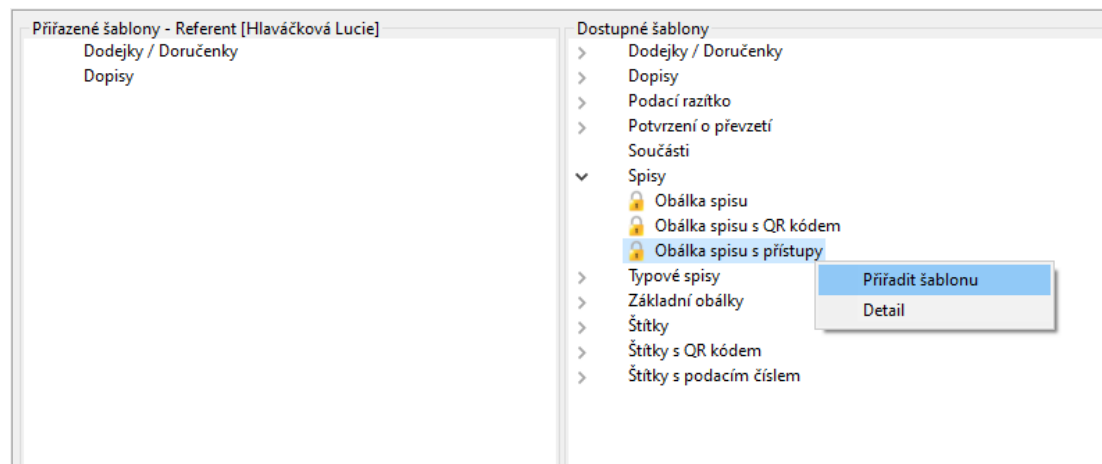 Přiřazené šablony - Referent [Hlaváčková Lucie]
Dodejky / Doručenky
Dopisy
Dostupné šablony
Dodejky / Doručenky
Dopisy
Podací razítko
Potvrzení o převzetí
Součásti
Spisy
Obálka spisu
Obálka spisu s QR kódem
Obálka spisu s přístupy
Typové spisy
Základní obálky
Štítky
Štítky s QR kódem
Štítky s podacím číslem
Přiřadit šablonu
Detail